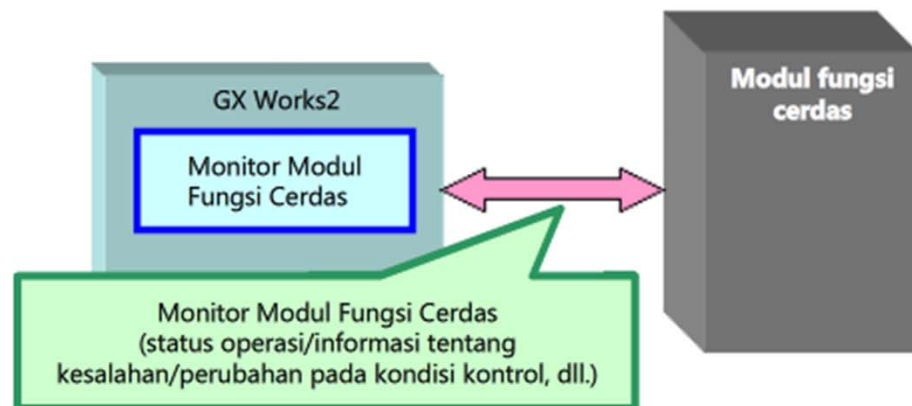 GX Works2
Monitor Modul
Fungsi Cerdas
Modul fungsi
cerdas
Monitor Modul Fungsi Cerdas
(status operasi/informasi tentang
kesalahan/perubahan pada kondisi kontrol, dll.)